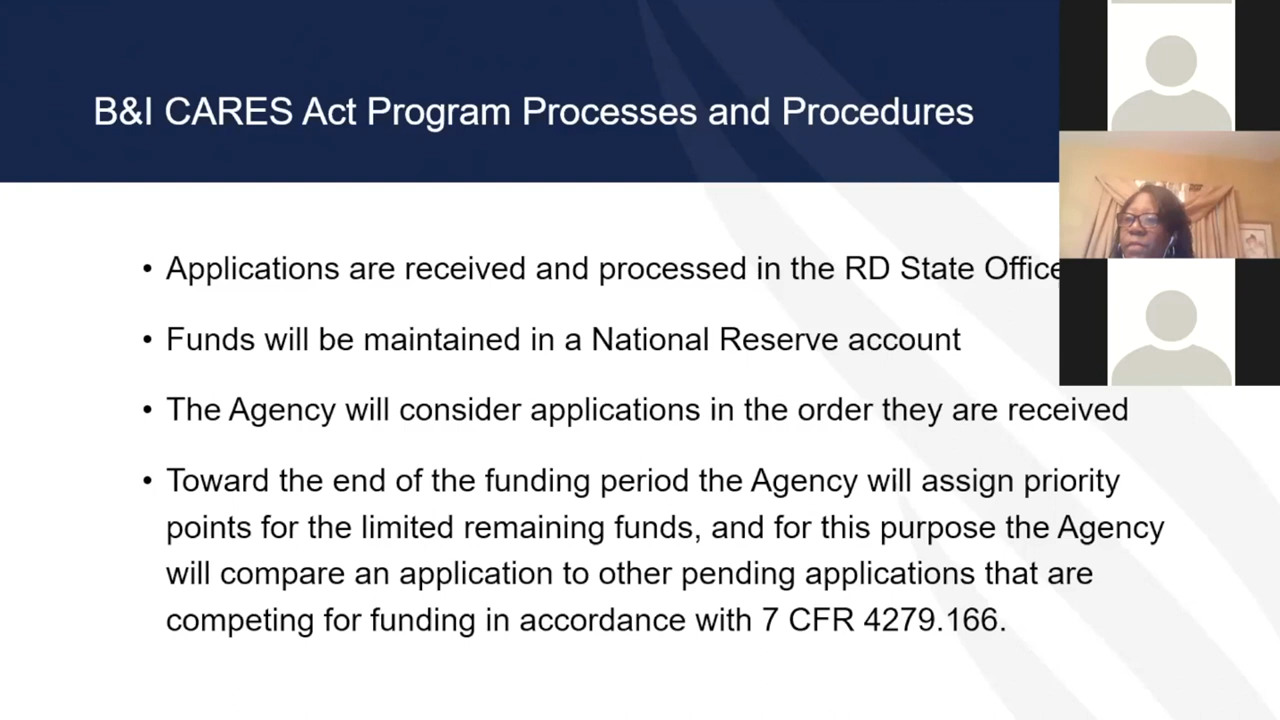 B&I CARES Act Program Processes and Procedures
• Applications are received and processed in the RD State Office
• Funds will be maintained in a National Reserve account
• The Agency will consider applications in the order they are received
• Toward the end of the funding period the Agency will assign priority
points for the limited remaining funds, and for this purpose the Agency
will compare an application to other pending applications that are
competing for funding in accordance with 7 CFR 4279.166.